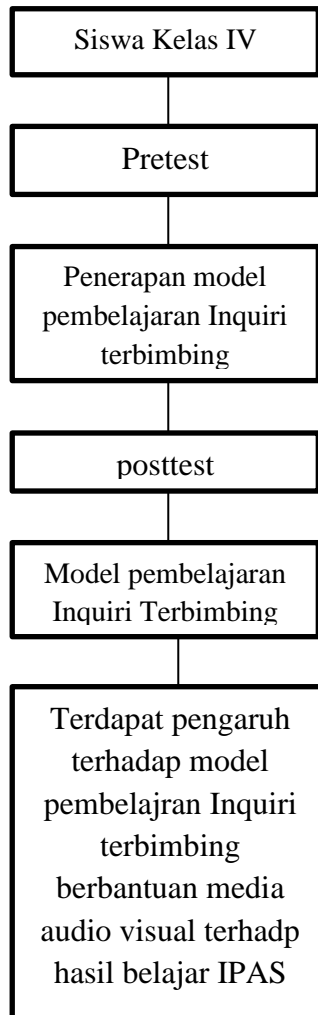 Siswa Kelas IV
Pretest
Penerapan model
pembelajaran Inquiri
terbimbing
posttest
Model pembelajaran
Inquiri Terbimbing
Terdapat pengaruh
terhadap model
pembelajran Inquiri
terbimbing
berbantuan media
audio visual terhadp
hasil belajar IPAS